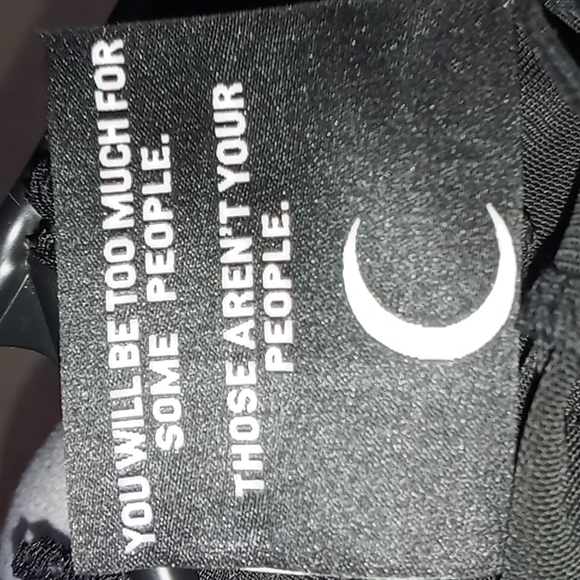 YOU WILL BE TOO MUCH FOR
SOME PEOPLE.
THOSE AREN'T YOUR
PEOPLE.